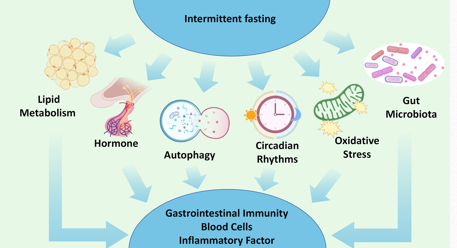 Intermittent fasting
Lipid
Metabolism
Hormone
Autophagy
Circadian
Rhythms
Oxidative
Stress
Gut
Microbiota
Gastrointestinal Immunity
Blood Cells
Inflammatory Factor